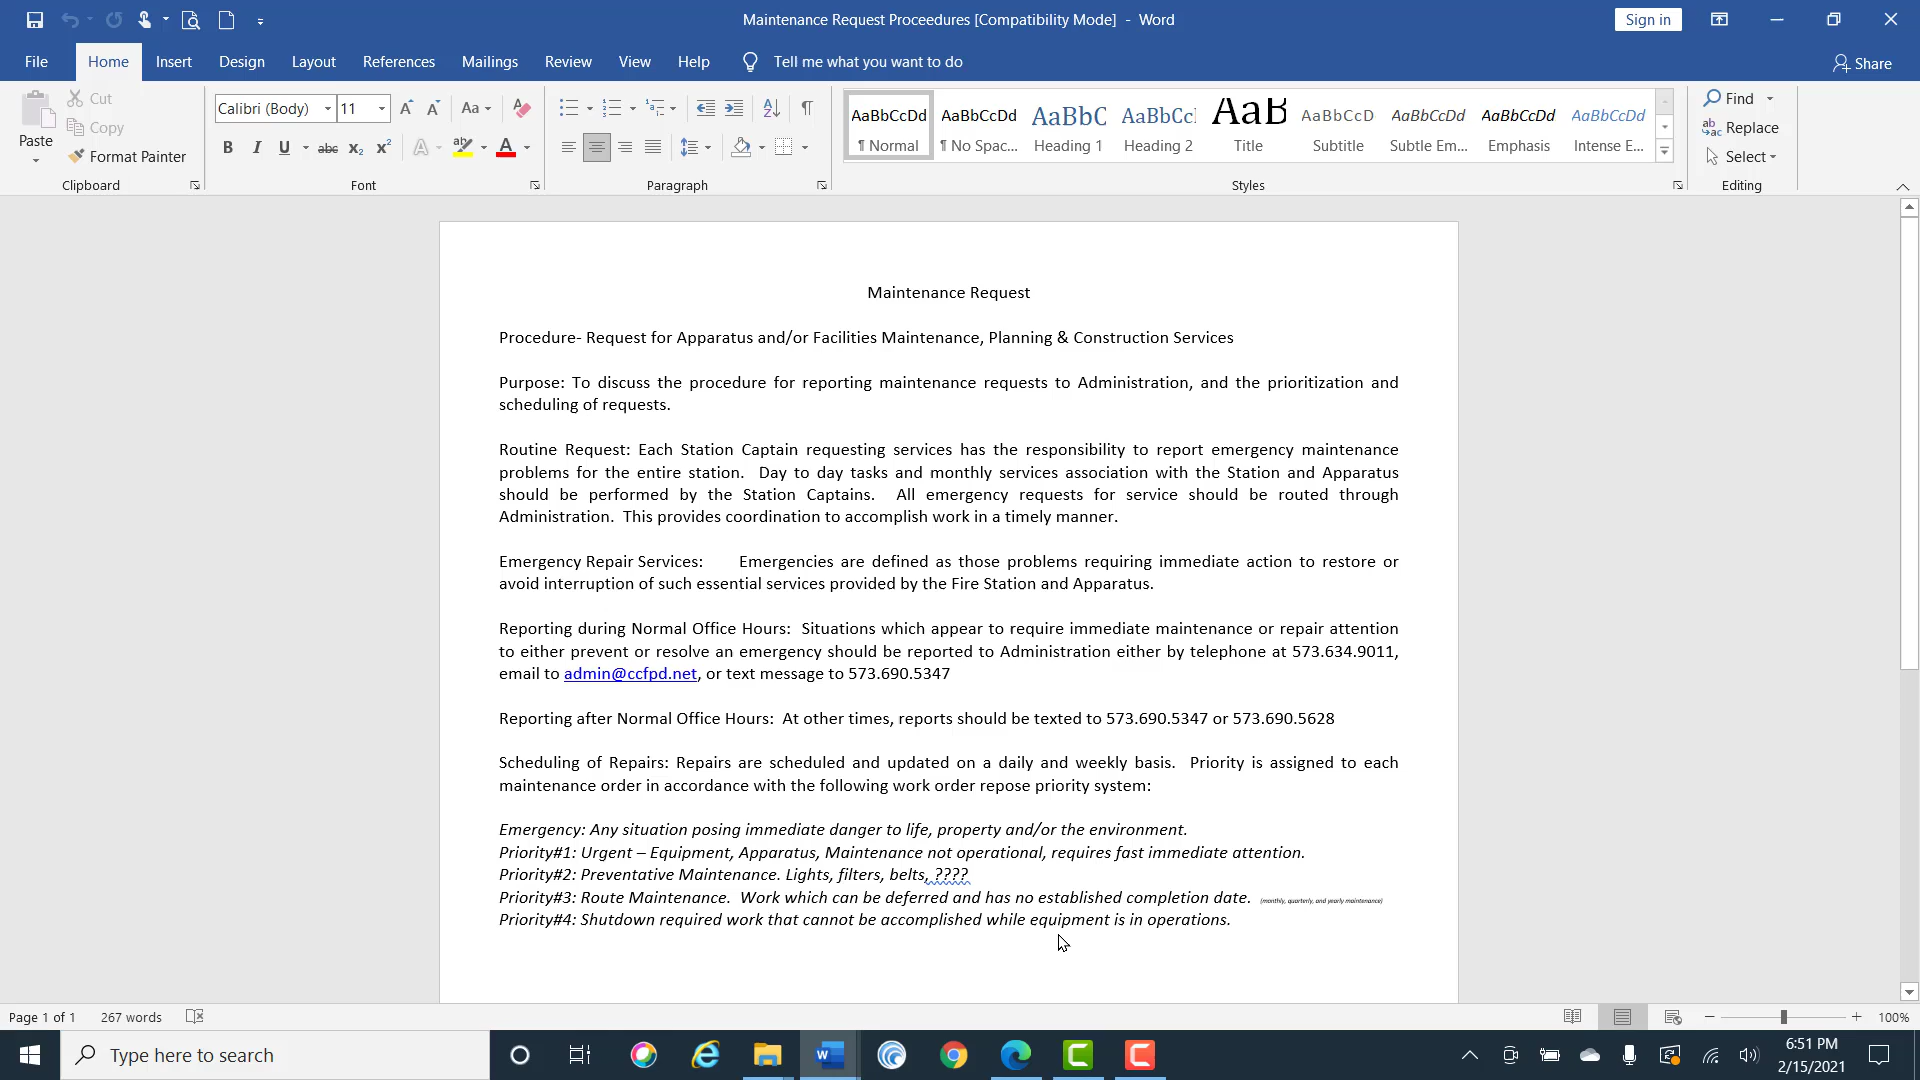 Maintenance Request Proceedures [Compatibility Mode] - Word
Sign in
File Home Insert Design Layout References Mailings Review View Help Tell me what you want to do
Share
Paste
Cut
Copy
Format Painter
Clipboard
Calibri (Body) 11
Font
Paragraph
AaBbCcDd AaBbCcDd AaBbC AaBbCc AaB AaBbCcD AaBbCcDd AaBbCcDd AaBbCcDd
¶ Normal ¶ No Spac... Heading 1 Heading 2 Title Subtitle Subtle Em... Emphasis Intense E...
Styles
Find
Replace
Select
Editing
Maintenance Request
Procedure- Request for Apparatus and/or Facilities Maintenance, Planning & Construction Services
Purpose: To discuss the procedure for reporting maintenance requests to Administration, and the prioritization and
scheduling of requests.
Routine Request: Each Station Captain requesting services has the responsibility to report emergency maintenance
problems for the entire station. Day to day tasks and monthly services association with the Station and Apparatus
should be performed by the Station Captains. All emergency requests for service should be routed through
Administration. This provides coordination to accomplish work in a timely manner.
Emergency Repair Services: Emergencies are defined as those problems requiring immediate action to restore or
avoid interruption of such essential services provided by the Fire Station and Apparatus.
Reporting during Normal Office Hours: Situations which appear to require immediate maintenance or repair attention
to either prevent or resolve an emergency should be reported to Administration either by telephone at 573.634.9011,
email to admin@ccfpd.net, or text message to 573.690.5347
Reporting after Normal Office Hours: At other times, reports should be texted to 573.690.5347 or 573.690.5628
Scheduling of Repairs: Repairs are scheduled and updated on a daily and weekly basis. Priority is assigned to each
maintenance order in accordance with the following work order repose priority system:
Emergency: Any situation posing immediate danger to life, property and/or the environment.
Priority#1: Urgent – Equipment, Apparatus, Maintenance not operational, requires fast immediate attention.
Priority#2: Preventative Maintenance. Lights, filters, belts, ????
Priority#3: Route Maintenance. Work which can be deferred and has no established completion date. (monthly, quarterly, and yearly maintenance)
Priority#4: Shutdown required work that cannot be accomplished while equipment is in operations.
Page 1 of 1 267 words
100%
Type here to search
6:51 PM
2/15/2021